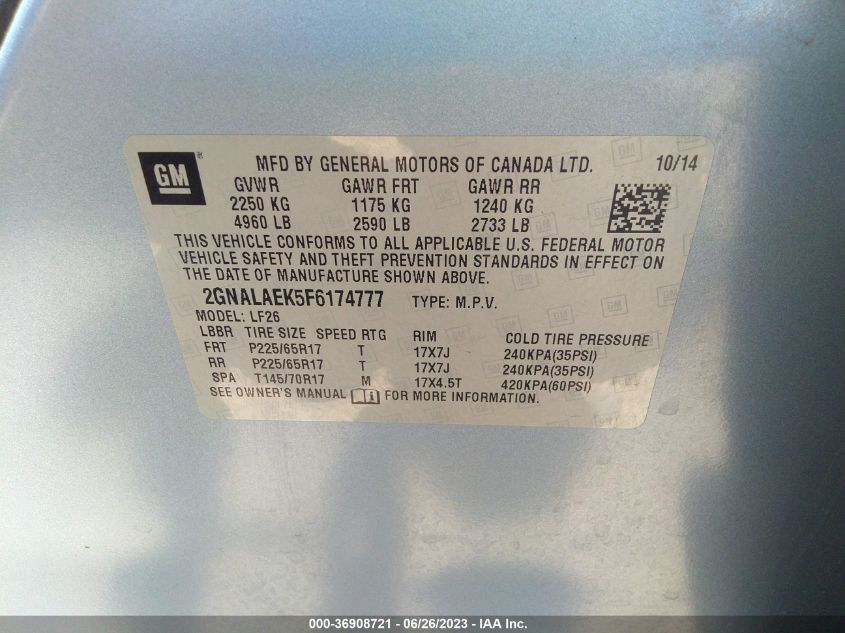 GM MFD BY GENERAL MOTORS OF CANADA LTD. 10/14
GVWR GAWR FRT GAWR RR
2250 KG 1175 KG 1240 KG
4960 LB 2590 LB 2733 LB
THIS VEHICLE CONFORMS TO ALL APPLICABLE U.S. FEDERAL MOTOR
VEHICLE SAFETY AND THEFT PREVENTION STANDARDS IN EFFECT ON
THE DATE OF MANUFACTURE SHOWN ABOVE.
2GNALAEK5F6174777 TYPE: M.P.V.
MODEL: LF26
LBBR TIRE SIZE SPEED RTG RIM COLD TIRE PRESSURE
FRT P225/65R17 T 17X7J 240KPA(35PSI)
RR P225/65R17 T 17X7J 240KPA(35PSI)
SPA T145/70R17 M 17X4.5T 420KPA(60PSI)
SEE OWNER'S MANUAL FOR MORE INFORMATION.
000-36908721 - 06/26/2023 - IAA Inc.